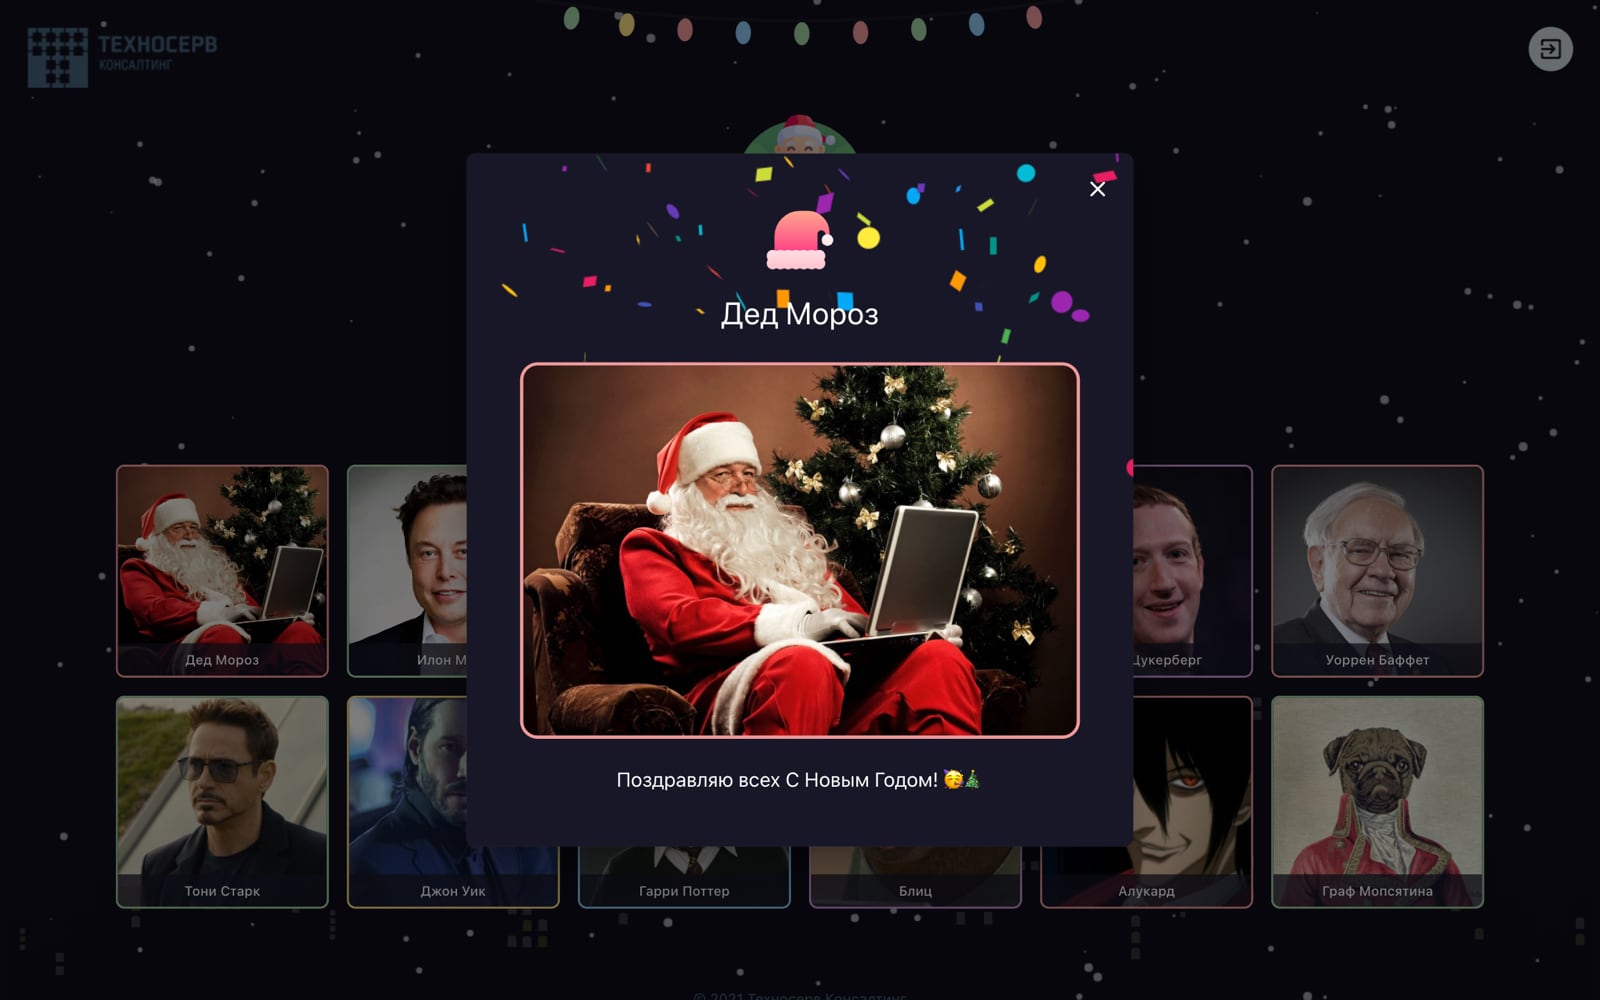 ТЕХНОСЕРВ
КОНСАЛТИНГ
Дед Мороз
Поздравляю всех С Новым Годом! 🥳🎄
Дед Мороз
Илон М
Цукерберг
Уоррен Баффет
Тони Старк
Джон Уик
Гарри Поттер
Блиц
Алукард
Граф Мопсятина
© 2021 Техносерв Консалтинг